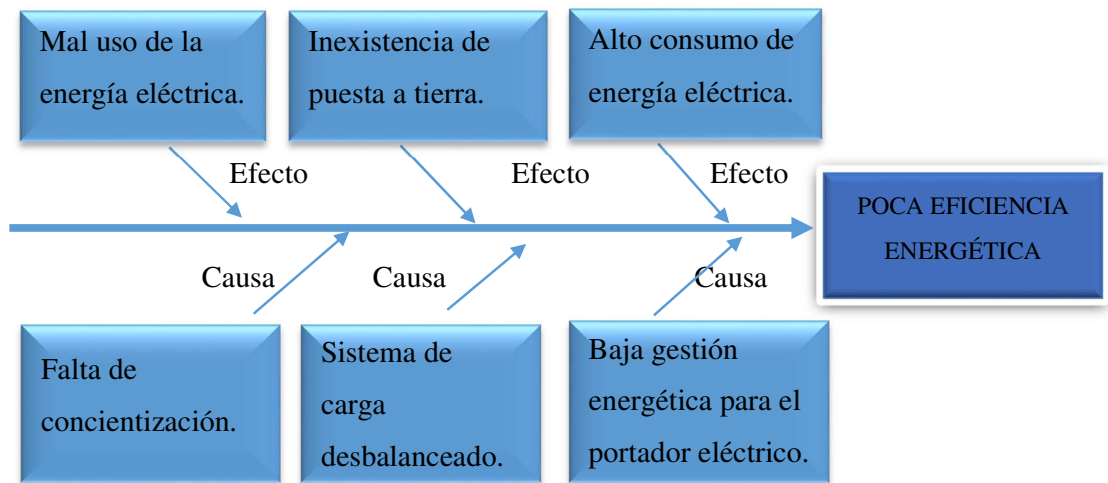 Mal uso de la
energía eléctrica.
Inexistencia de
puesta a tierra.
Alto consumo de
energía eléctrica.
Efecto
Efecto
Efecto
POCA EFICIENCIA
ENERGÉTICA
Causa
Causa
Causa
Falta de
concientización.
Sistema de
carga
desbalanceado.
Baja gestión
energética para el
portador eléctrico.